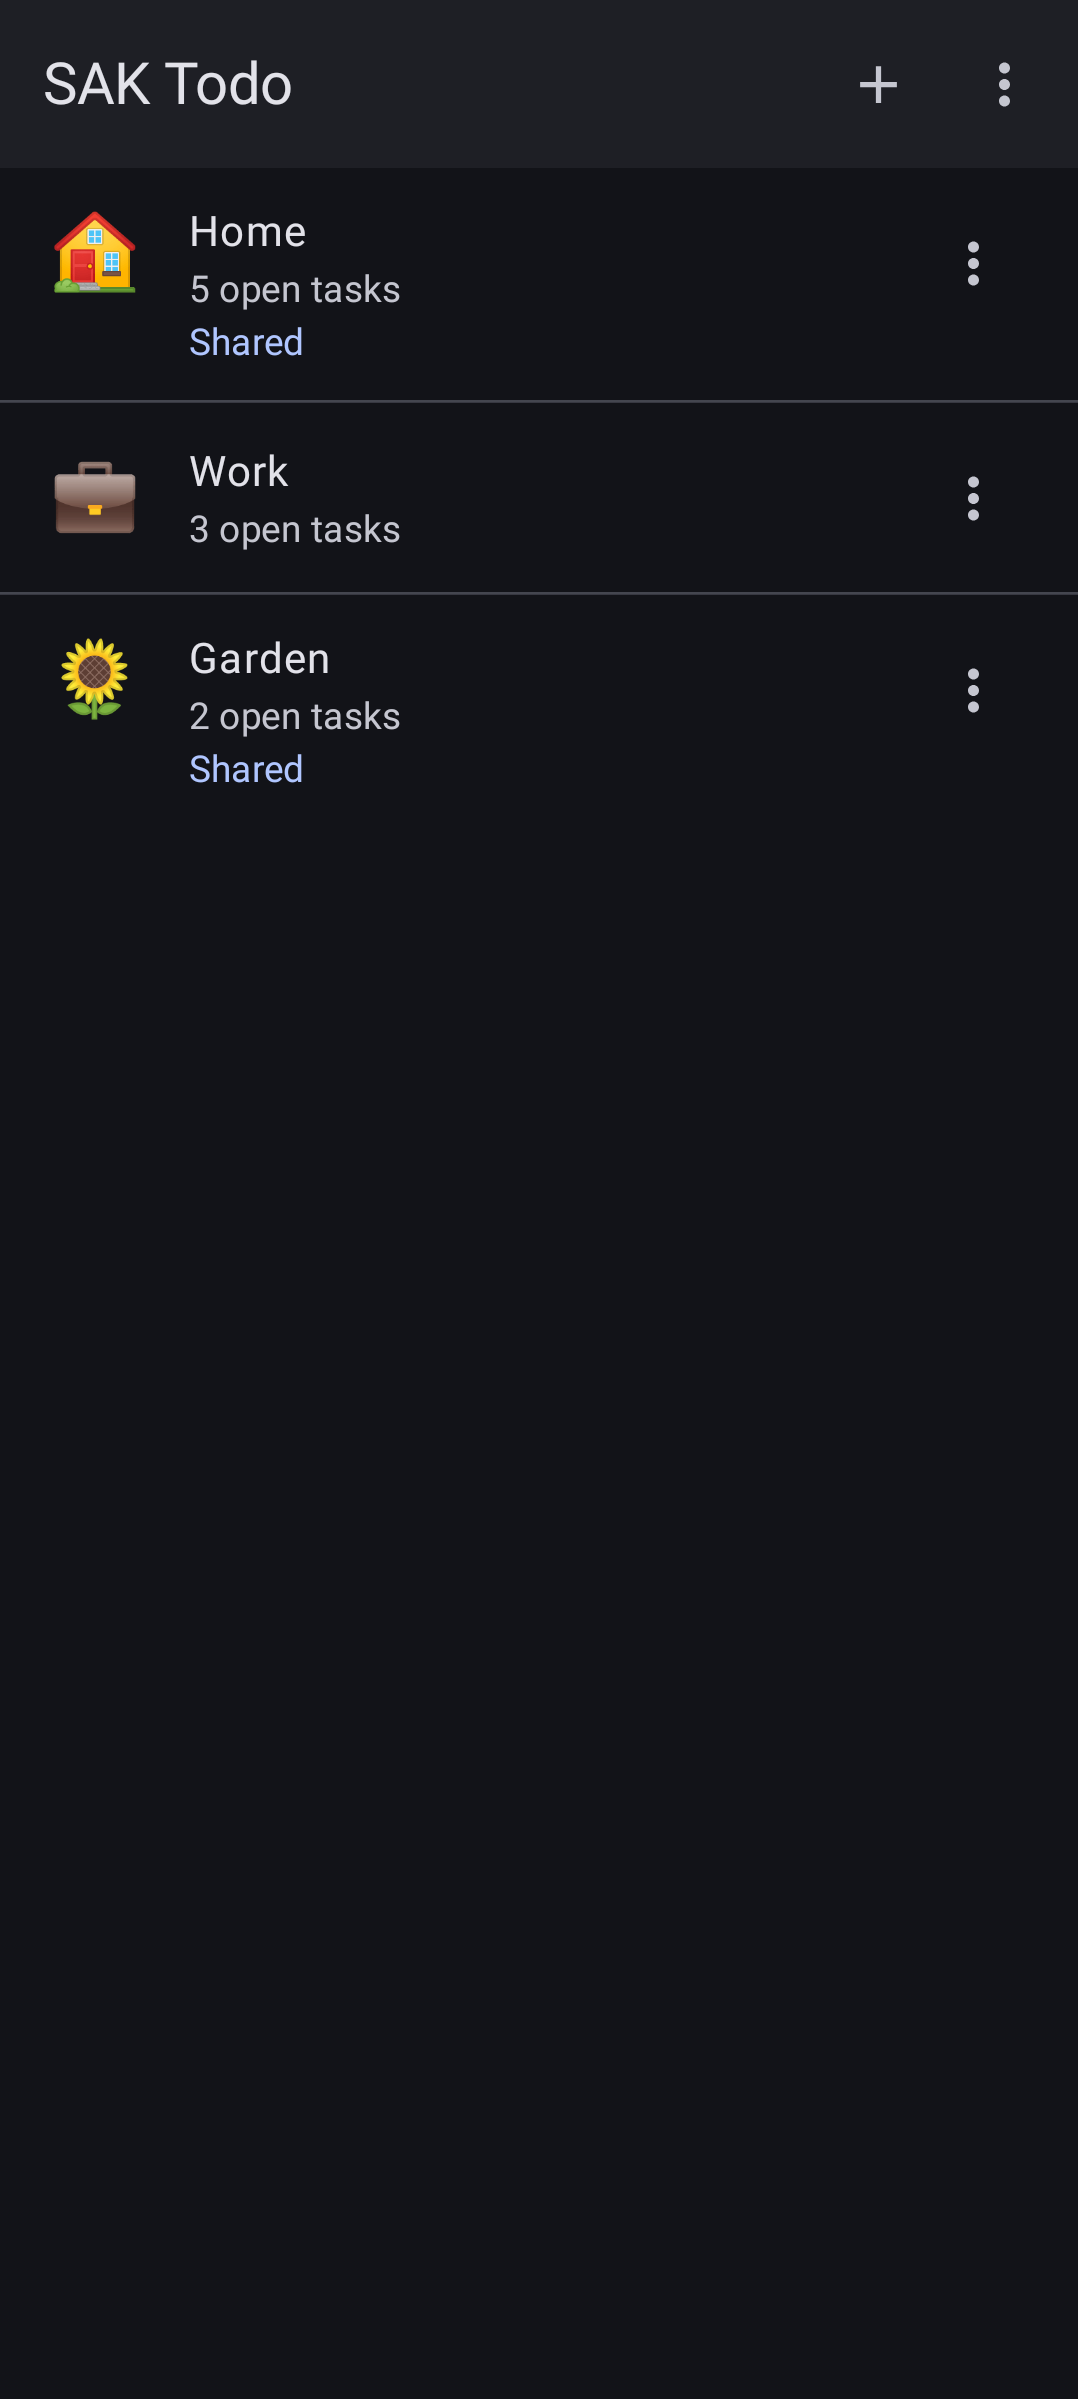 SAK Todo
Home
5 open tasks
Shared
Work
3 open tasks
Garden
2 open tasks
Shared